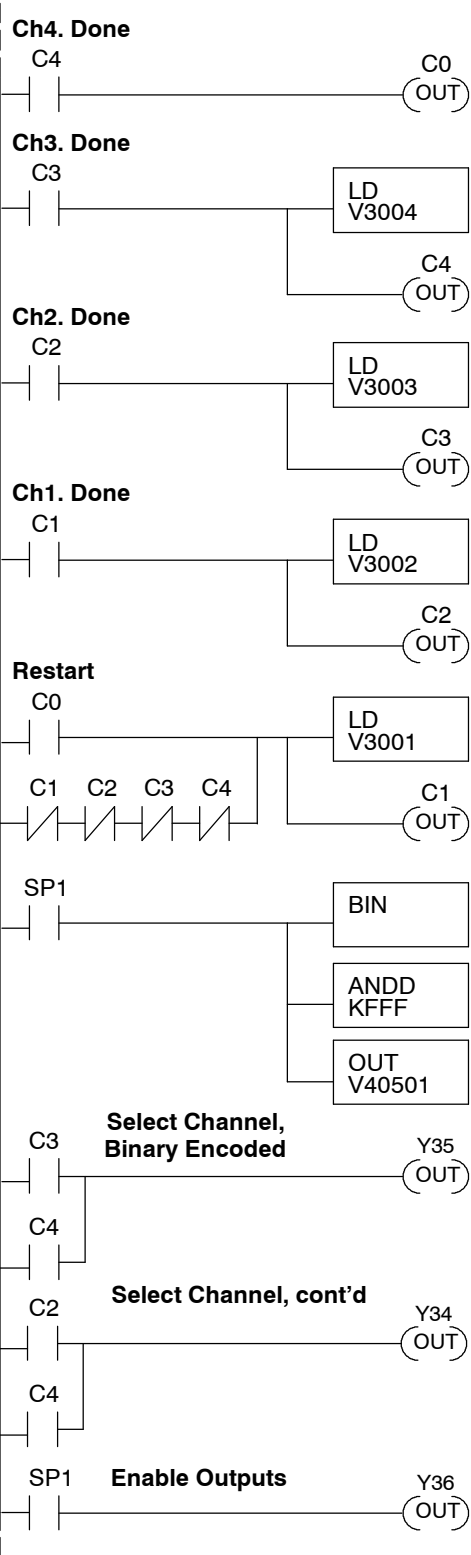 Ch4. Done
C4
C0
OUT
Ch3. Done
C3
LD
V3004
C4
OUT
Ch2. Done
C2
LD
V3003
C3
OUT
Ch1. Done
C1
LD
V3002
C2
OUT
Restart
C0
LD
V3001
C1 C2 C3 C4
C1
OUT
SP1
BIN
ANDD
KFFF
OUT
V40501
Select Channel,
Binary Encoded
C3
Y35
OUT
C4
Select Channel, cont’d
C2
Y34
OUT
C4
SP1
Enable Outputs
Y36
OUT